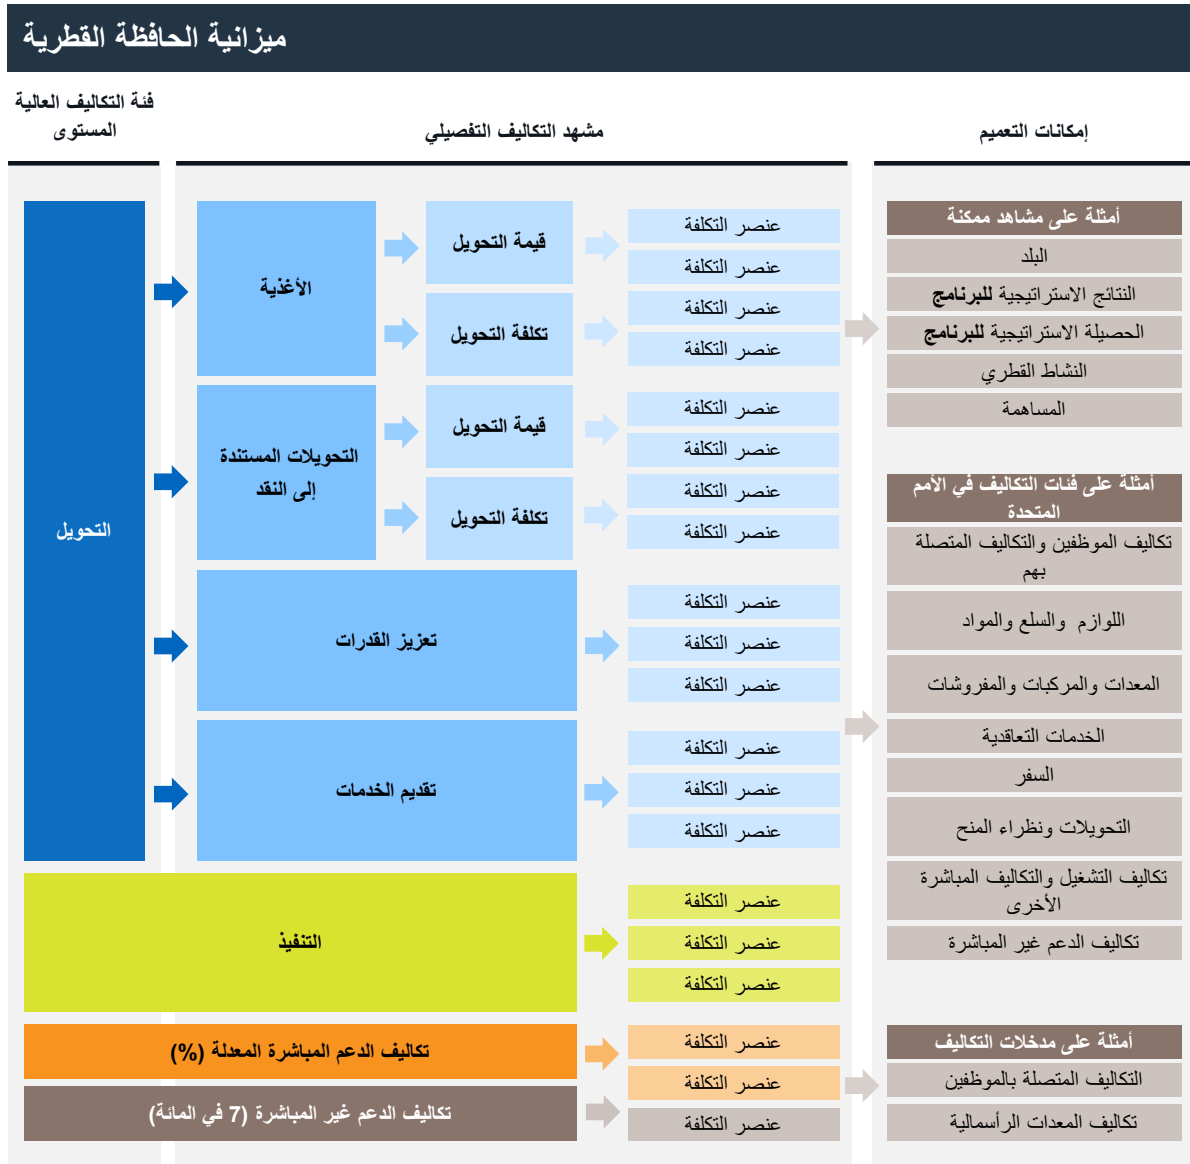 ميزانية الحافظة القطرية
فئة التكاليف العالية
المستوى
مشهد التكاليف التفصيلي
إمكانات التعميم
التحويل
الأغذية
قيمة التحويل
تكلفة التحويل
عنصر التكلفة
عنصر التكلفة
عنصر التكلفة
عنصر التكلفة
التحويلات المستندة
إلى النقد
قيمة التحويل
تكلفة التحويل
عنصر التكلفة
عنصر التكلفة
عنصر التكلفة
عنصر التكلفة
تعزيز القدرات
عنصر التكلفة
عنصر التكلفة
عنصر التكلفة
تقديم الخدمات
عنصر التكلفة
عنصر التكلفة
عنصر التكلفة
التنفيذ
عنصر التكلفة
عنصر التكلفة
عنصر التكلفة
تكاليف الدعم المباشرة المعدلة (%)
عنصر التكلفة
عنصر التكلفة
تكاليف الدعم غير المباشرة (7 في المائة)
عنصر التكلفة
أمثلة على مشاهد ممكنة
البلد
النتائج الاستراتيجية للبرنامج
الحصيلة الاستراتيجية للبرنامج
النشاط القطري
المساهمة
أمثلة على فئات التكاليف في الأمم
المتحدة
تكاليف الموظفين والتكاليف المتصلة
بهم
اللوازم والسلع والمواد
المعدات والمركبات والمفروشات
الخدمات التعاقدية
السفر
التحويلات ونظراء المنح
تكاليف التشغيل والتكاليف المباشرة
الأخرى
تكاليف الدعم غير المباشرة
أمثلة على مدخلات التكاليف
التكاليف المتصلة بالموظفين
تكاليف المعدات الرأسمالية